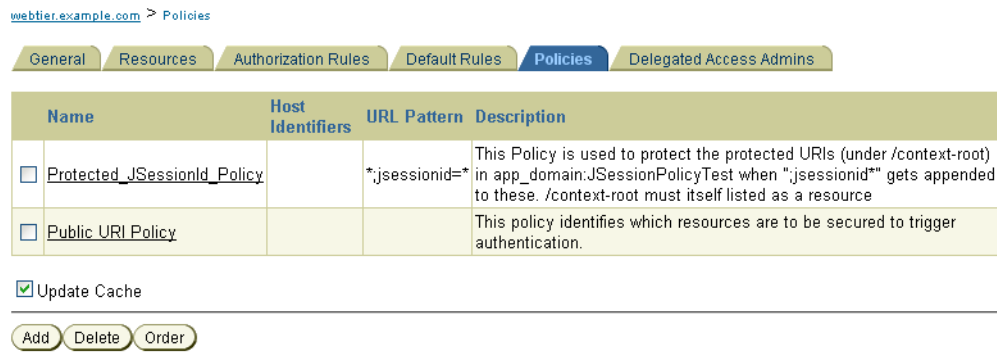 webtier.example.com > Policies
General Resources Authorization Rules Default Rules Policies Delegated Access Admins
Name Host Identifiers URL Pattern Description
Protected_JSessionId_Policy *;jsessionid=* This Policy is used to protect the protected URIs (under /context-root)
in app_domain:JSessionPolicyTest when ";jsessionid*" gets appended
to these. /context-root must itself listed as a resource
Public URI Policy This policy identifies which resources are to be secured to trigger
authentication.
Update Cache
Add Delete Order